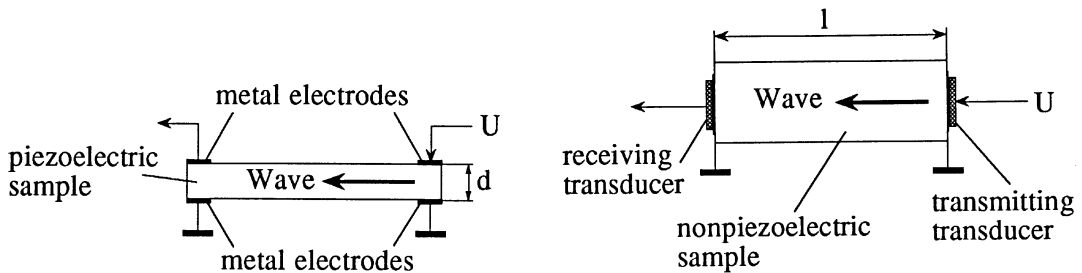 metal electrodes
U
piezoelectric
sample
Wave
d
metal electrodes
l
Wave
U
receiving
transducer
nonpiezoelectric
sample
transmitting
transducer